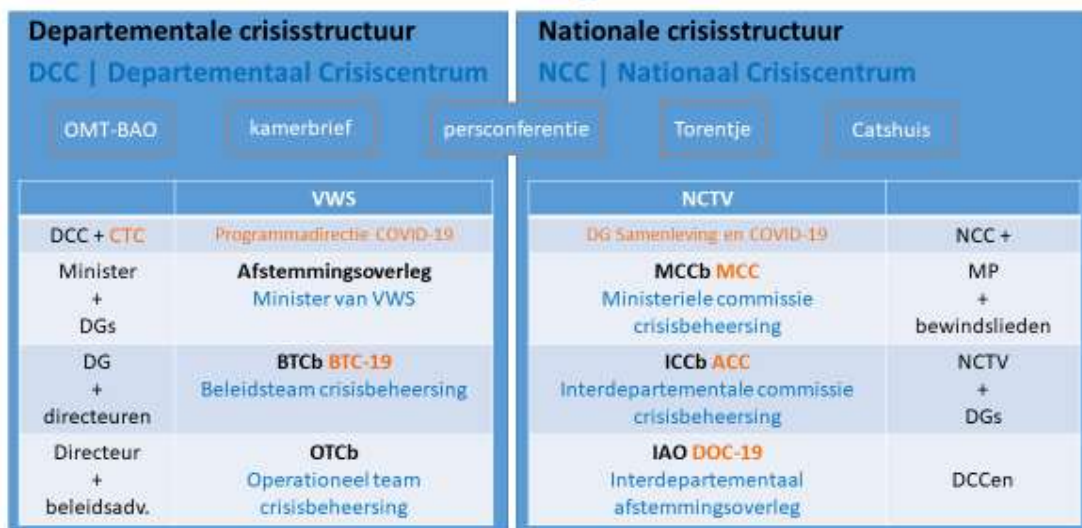 Departementale crisisstructuur
DCC | Departementaal Crisiscentrum
Nationale crisisstructuur
NCC | Nationaal Crisiscentrum
OMT-BAO
kamerbrief
persconferentie
Torentje
Catshuis
VWS
DCC + CTC
Programmadirectie COVID-19
Minister
+
DGs
Afstemmingsoverleg
Minister van VWS
DG
+
directeuren
BTCb BTC-19
Beleidsteam crisisbeheersing
Directeur
+
beleidsadv.
OTCb
Operationeel team
crisisbeheersing
NCTV
DG Samenleving en COVID-19
NCC +
MCCb MCC
Ministeriele commissie
crisisbeheersing
MP
+
bewindslieden
ICCb ACC
Interdepartementale commissie
crisisbeheersing
NCTV
+
DGs
IAO DOC-19
Interdepartementaal
afstemmingsoverleg
DCCen